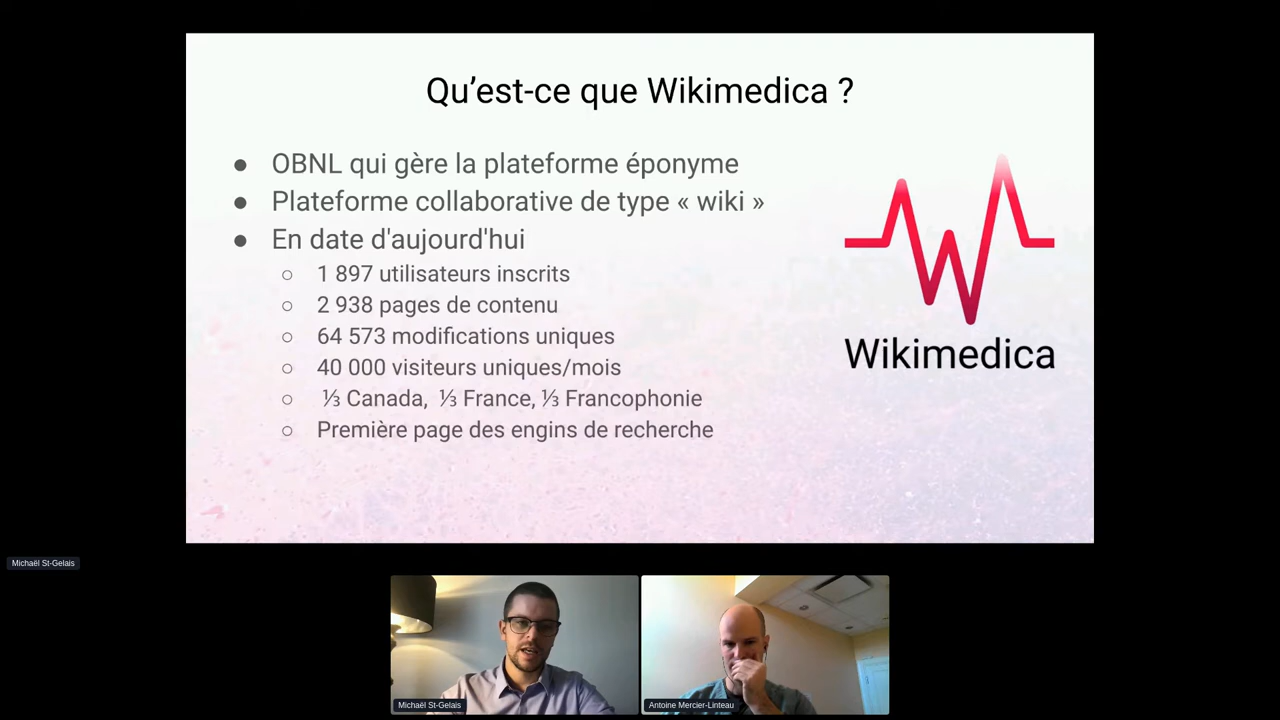 Qu’est-ce que Wikimedica ?
● OBNL qui gère la plateforme éponyme
● Plateforme collaborative de type « wiki »
● En date d'aujourd'hui
○ 1 897 utilisateurs inscrits
○ 2 938 pages de contenu
○ 64 573 modifications uniques
○ 40 000 visiteurs uniques/mois
○ ⅓ Canada, ⅓ France, ⅓ Francophonie
○ Première page des engins de recherche
Wikimedica
Michaël St-Gelais
Michaël St-Gelais
Antoine Mercier-Linteau